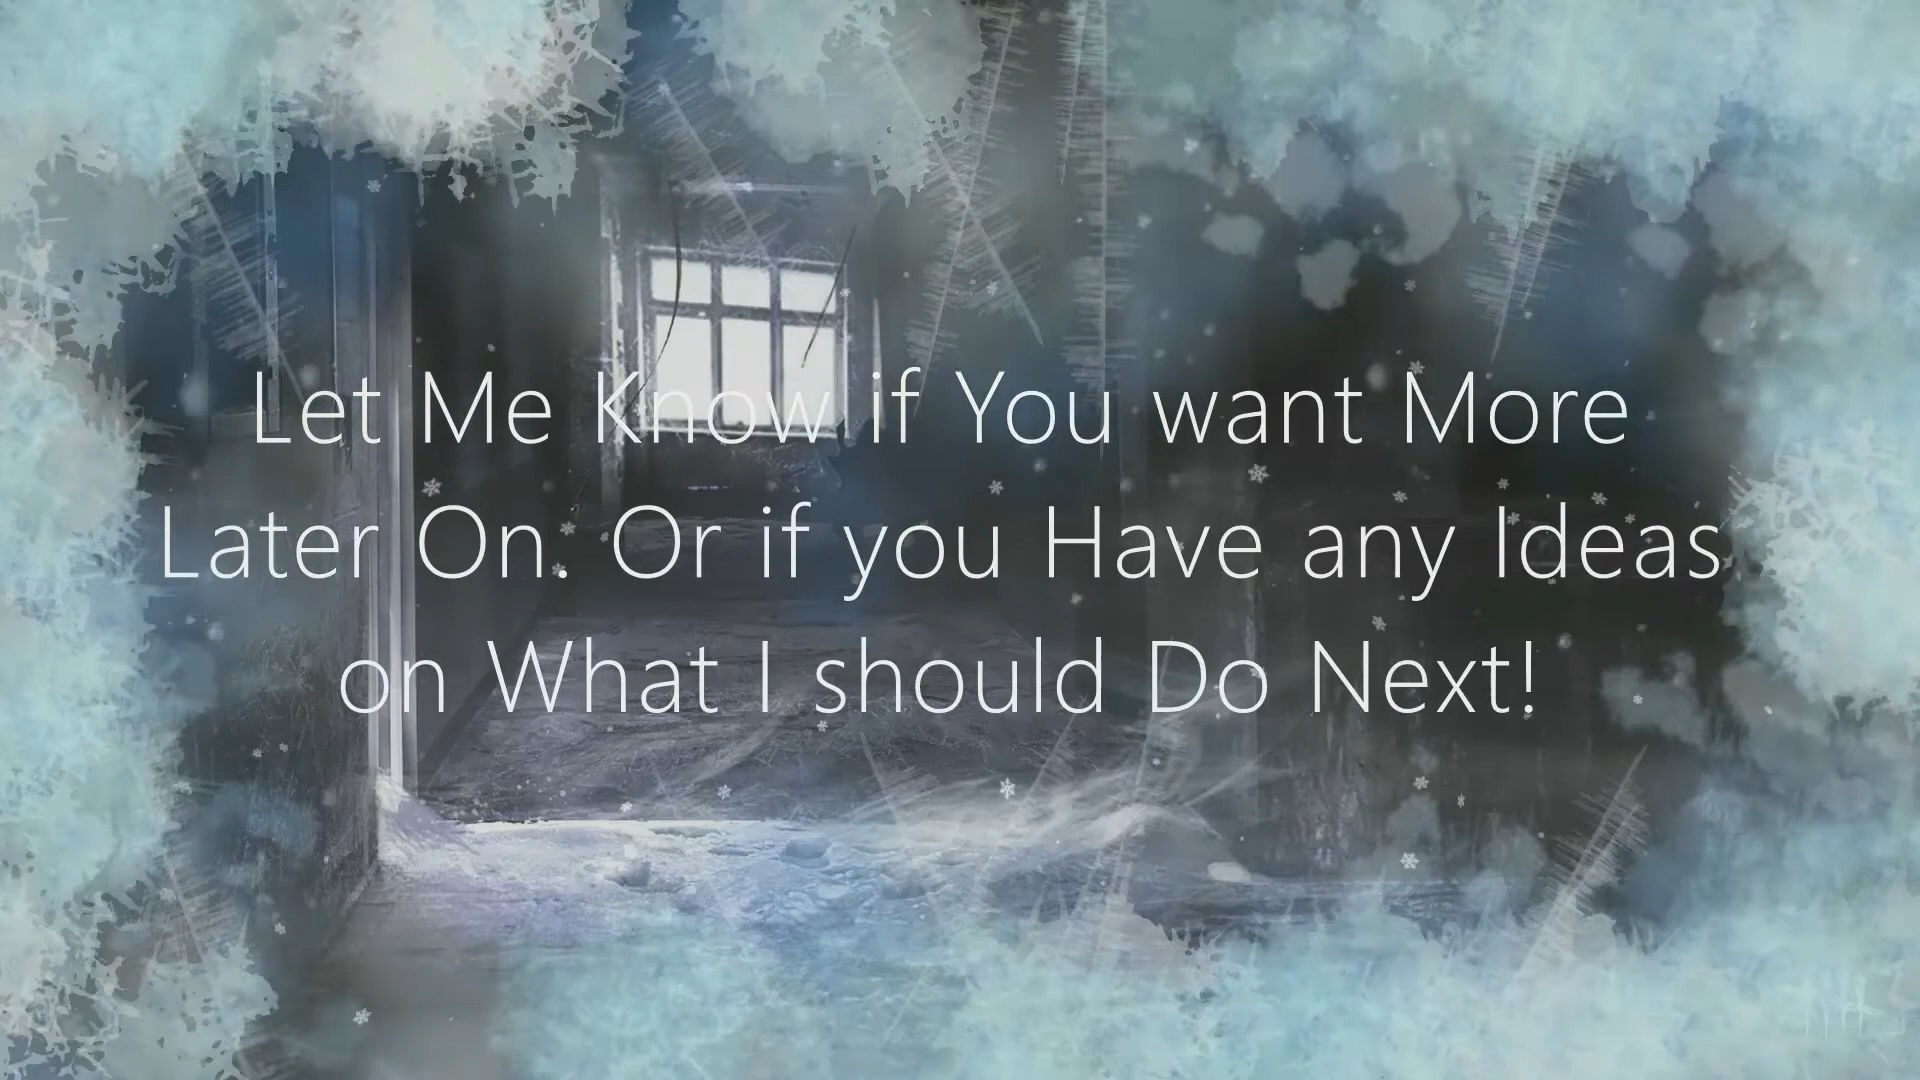 Let Me Know if You want More
Later On. Or if you Have any Ideas
on What I should Do Next!